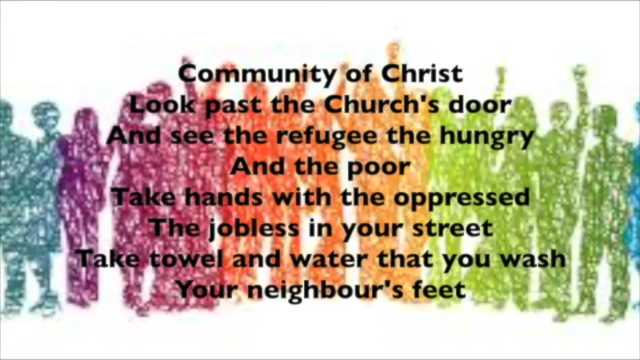 Community of Christ
Look past the Church's door
And see the refugee the hungry
And the poor
Take hands with the oppressed
The jobless in your street
Take towel and water that you wash
Your neighbour's feet